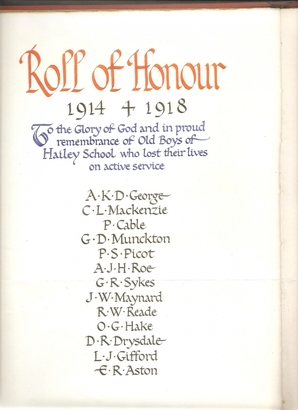 Roll of Honour
1914 + 1918
To the Glory of God and in proud
remembrance of Old Boys of
Hailey School who lost their lives
on active service
A·K·D·George
C·L·Mackenzie
P·Cable
G·D·Munckton
P·S·Picot
A·J·H·Roe
G·R·Sykes
J·W·Maynard
R·W·Reade
O·G·Hake
D·R·Drysdale
L·J·Gifford
E·R·Aston